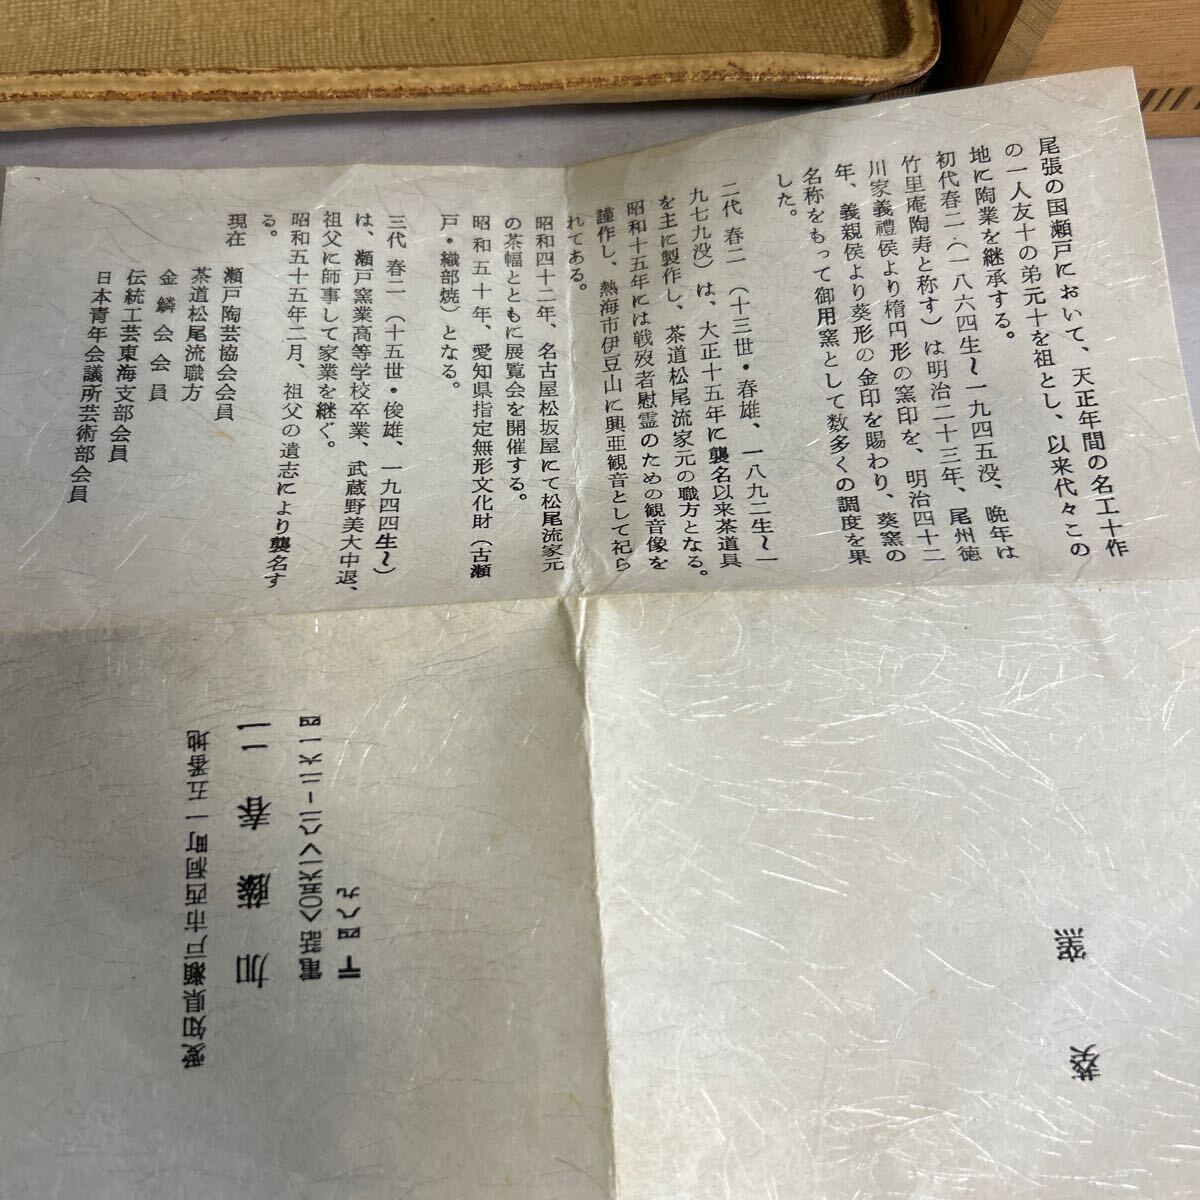 尾張の国瀬戸において、天正年間の名工十作
の一人友十の弟元十を祖とし、以来代々この
地に陶業を継承する。
初代春二・(一八六四生〜一九四五没、晩年は
竹里庵陶寿と称す)は明治二十三年、尾州徳
川家義禮侯より楕円形の窯印を、明治四十二
年、義親侯より葵形の金印を賜わり、葵窯の
名称をもって御用窯として数多くの調度を果
した。
二代 春二 (十三世・春雄、一八九二生〜一
九七九没)は、大正十五年に襲名以来茶道具
を主に製作し、茶道松尾流家元の職方となる。
昭和十五年には戦歿者慰霊のための観音像を
謹作し、熱海市伊豆山に興亜観音として祀ら
れてある。
昭和四十二年、名古屋松坂屋にて松尾流家元
の茶幅とともに展覧会を開催する。
昭和五十年、愛知県指定無形文化財(古瀬
戸・織部焼)となる。
三代 春二 (十五世・俊雄、一九四四生〜)
は、瀬戸窯業高等学校卒業、武蔵野美大中退、
祖父に師事して家業を継ぐ。
昭和五十五年二月、祖父の遺志により襲名す
る。
現在 瀬戸陶芸協会会員
茶道松尾流職方
金鱗会会員
伝統工芸東海支部会員
日本青年会議所芸術部会員
葵窯
〒四八九
電話〈〇五六一〉八二-二六一四
加藤春二
愛知県瀬戸市西洞町一五番地